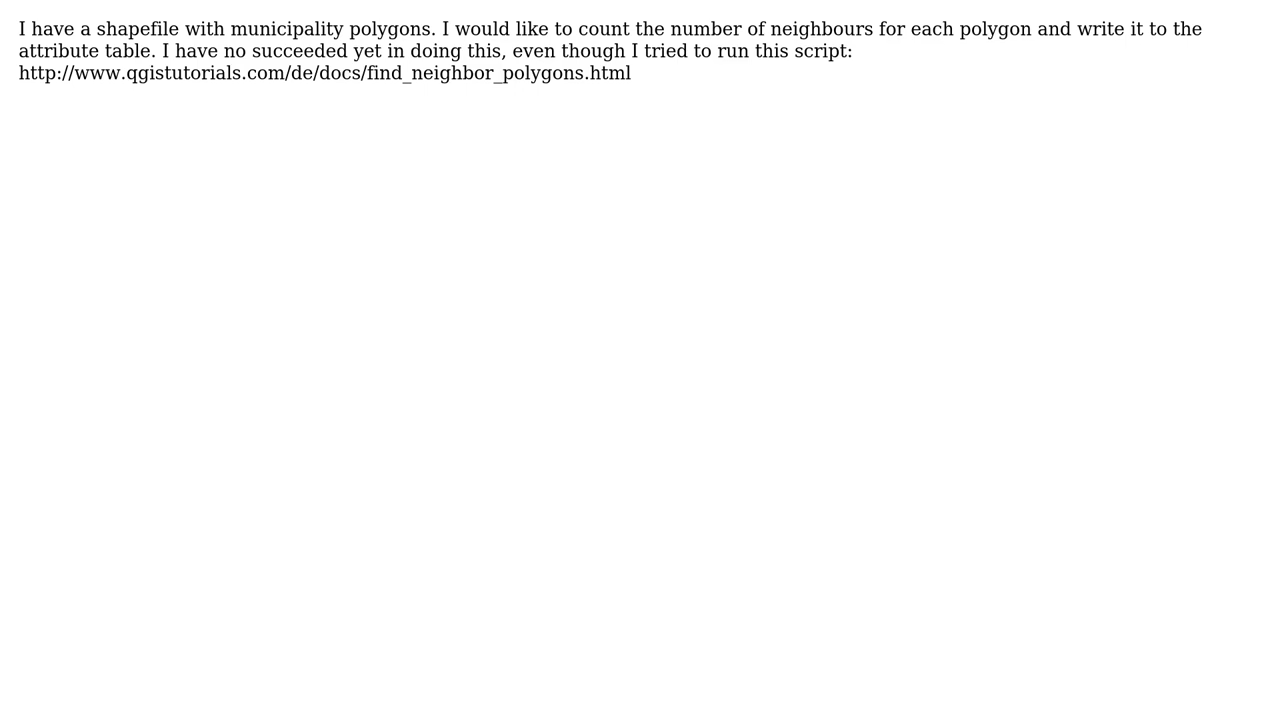 I have a shapefile with municipality polygons. I would like to count the number of neighbours for each polygon and write it to the
attribute table. I have no succeeded yet in doing this, even though I tried to run this script:
http://www.qgistutorials.com/de/docs/find_neighbor_polygons.html